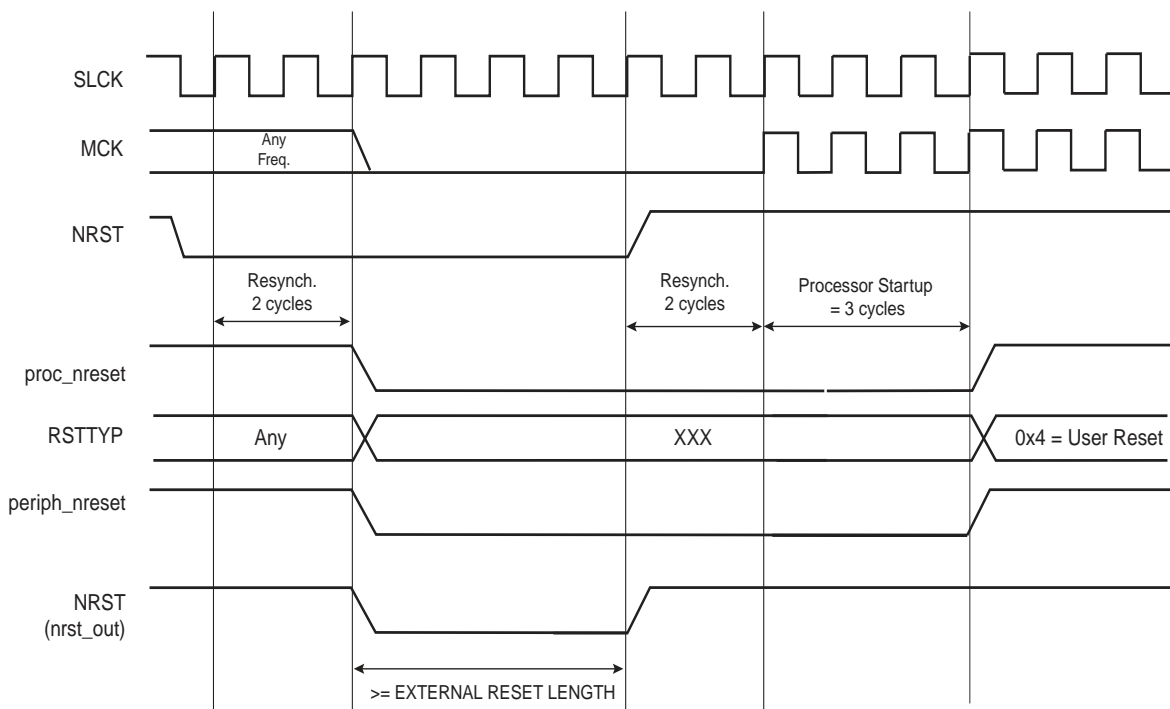 SLCK
MCK
Any
Freq.
NRST
Resynch.
2 cycles
Resynch.
2 cycles
Processor Startup
= 3 cycles
proc_nreset
RSTTYP
Any
XXX
0x4 = User Reset
periph_nreset
NRST
(nrst_out)
>= EXTERNAL RESET LENGTH